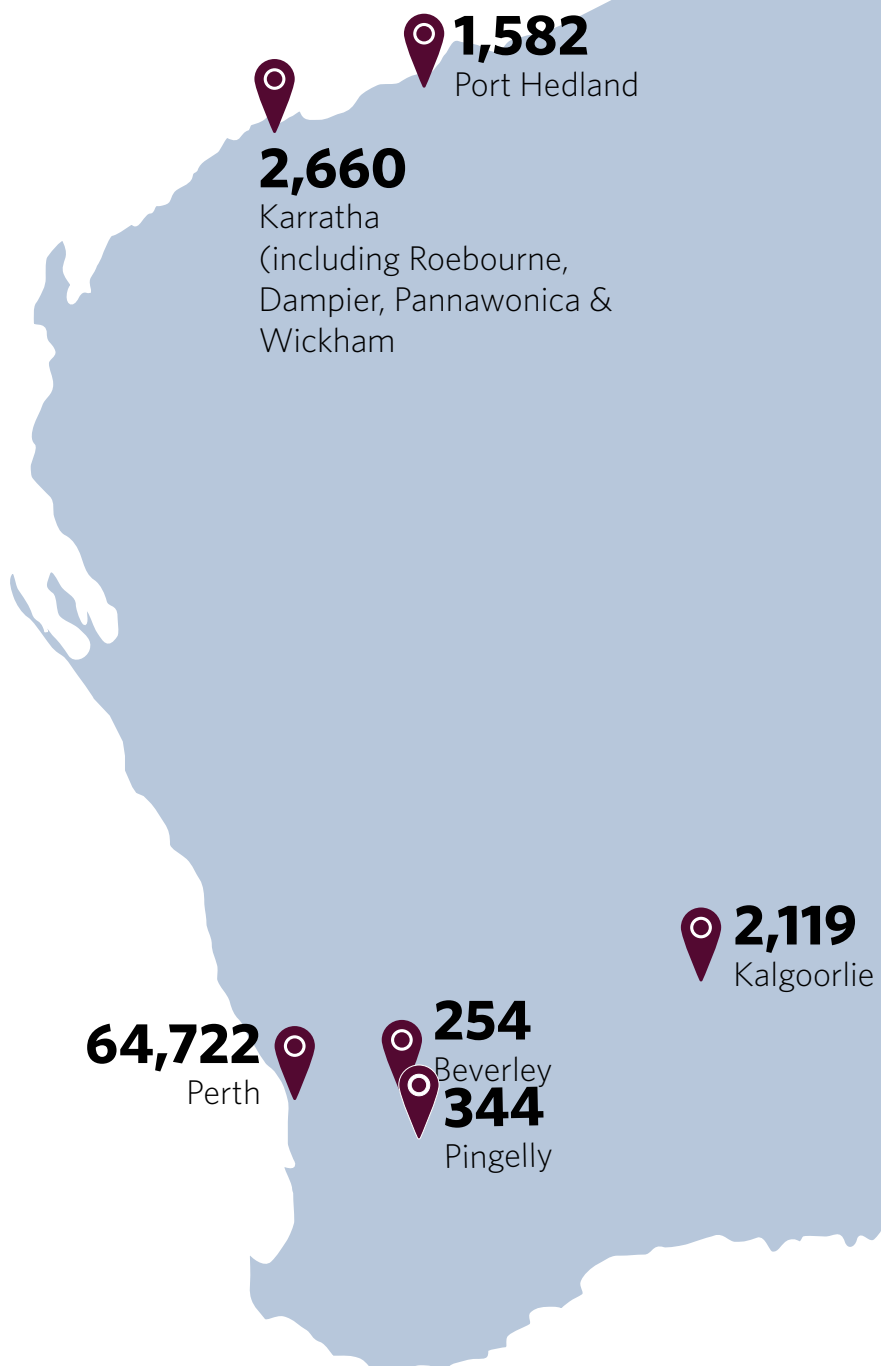 1,582
Port Hedland
2,660
Karratha
(including Roebourne,
Dampier, Pannawonica &
Wickham
2,119
Kalgoorlie
64,722
Perth
254
Beverley
344
Pingelly